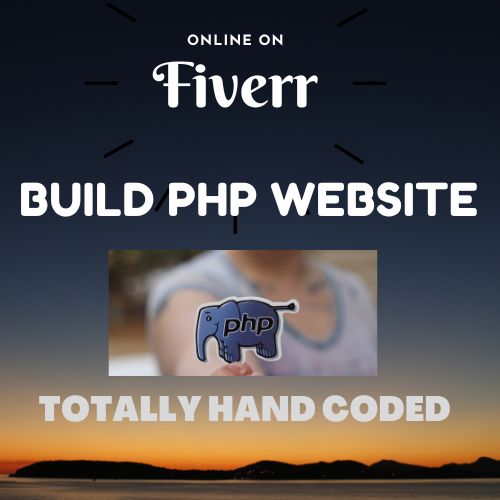 ONLINE ON
Fiverr
BUILD PHP WEBSITE
php
TOTALLY HAND CODED